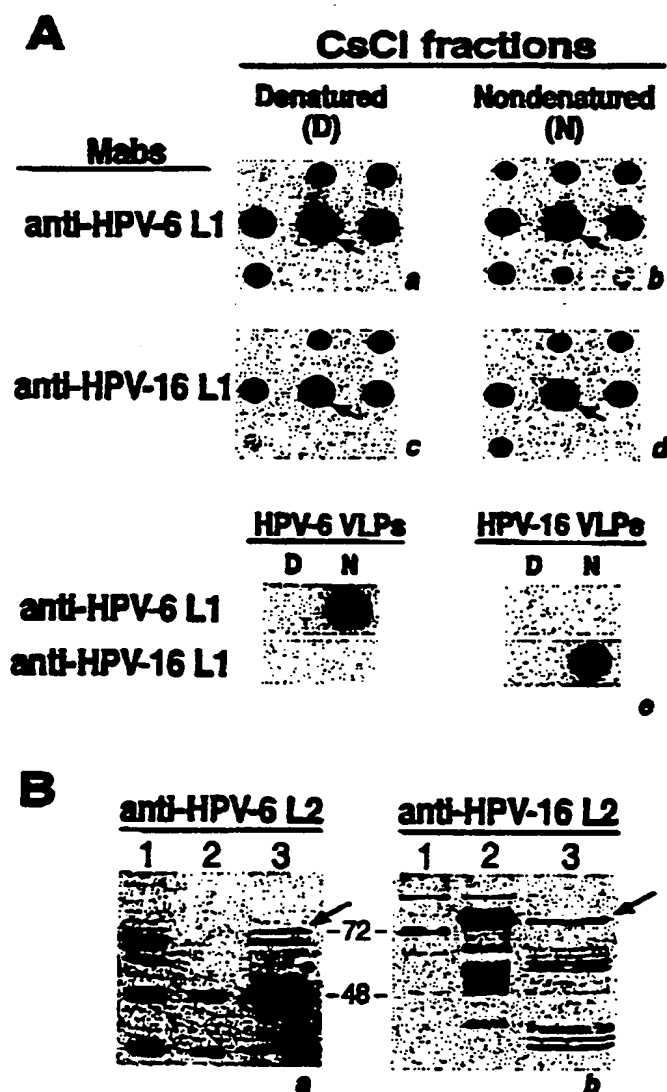 A
CsCl fractions
Denatured (D)
Nondenatured (N)
Mabs
anti-HPV-6 L1
a
b
anti-HPV-16 L1
c
d
HPV-6 VLPs
HPV-16 VLPs
D N
D N
anti-HPV-6 L1
anti-HPV-16 L1
e
B
anti-HPV-6 L2
anti-HPV-16 L2
1 2 3
1 2 3
-72-
-48-
a
b